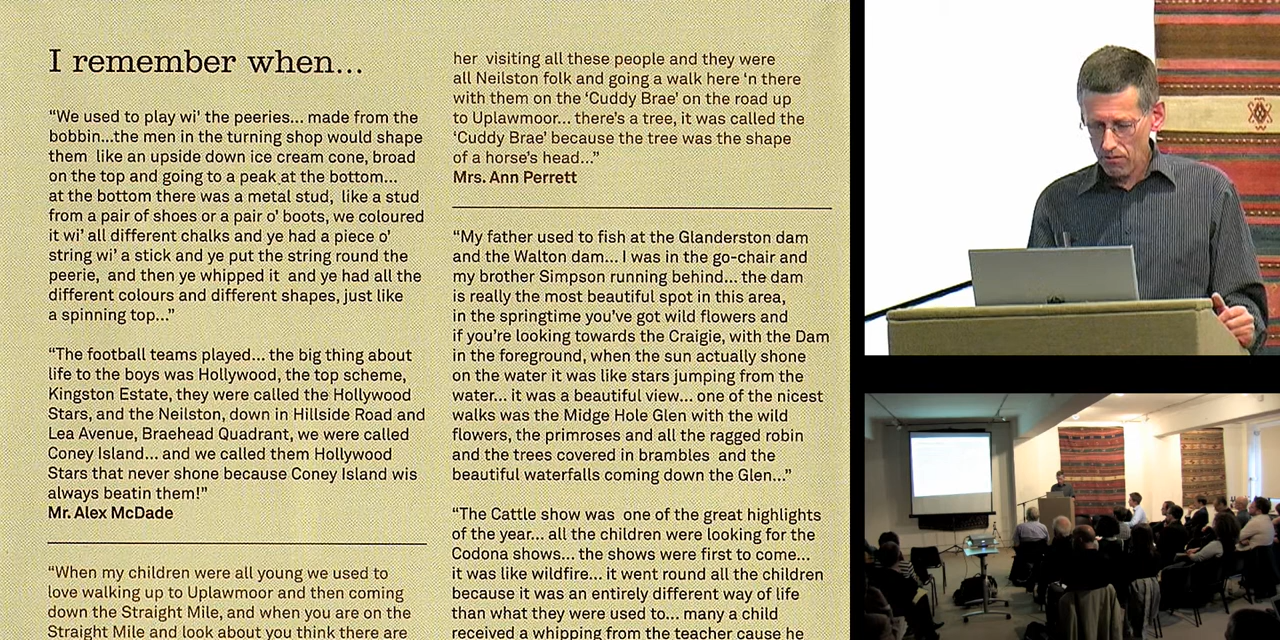 I remember when...
“We used to play wi' the peeries... made from the
bobbin...the men in the turning shop would shape
them like an upside down ice cream cone, broad
on the top and going to a peak at the bottom...
at the bottom there was a metal stud, like a stud
from a pair of shoes or a pair o' boots, we coloured
it wi' all different chalks and ye had a piece o'
string wi' a stick and ye put the string round the
peerie, and then ye whipped it and ye had all the
different colours and different shapes, just like
a spinning top...”
“The football teams played... the big thing about
life to the boys was Hollywood, the top scheme,
Kingston Estate, they were called the Hollywood
Stars, and the Neilston, down in Hillside Road and
Lea Avenue, Braehead Quadrant, we were called
Coney Island... and we called them Hollywood
Stars that never shone because Coney Island wis
always beatin them!”
Mr. Alex McDade
“When my children were all young we used to
love walking up to Uplawmoor and then coming
down the Straight Mile, and when you are on the
Straight Mile and look about you think there are
her visiting all these people and they were
all Neilston folk and going a walk here ‘n there
with them on the ‘Cuddy Brae’ on the road up
to Uplawmoor... there's a tree, it was called the
‘Cuddy Brae’ because the tree was the shape
of a horse's head...”
Mrs. Ann Perrett
“My father used to fish at the Glanderston dam
and the Walton dam... I was in the go-chair and
my brother Simpson running behind... the dam
is really the most beautiful spot in this area,
in the springtime you've got wild flowers and
if you're looking towards the Craigie, with the Dam
in the foreground, when the sun actually shone
on the water it was like stars jumping from the
water... it was a beautiful view... one of the nicest
walks was the Midge Hole Glen with the wild
flowers, the primroses and all the ragged robin
and the trees covered in brambles and the
beautiful waterfalls coming down the Glen...”
“The Cattle show was one of the great highlights
of the year... all the children were looking for the
Codona shows... the shows were first to come...
it was like wildfire... it went round all the children
because it was an entirely different way of life
than what they were used to... many a child
received a whipping from the teacher cause he